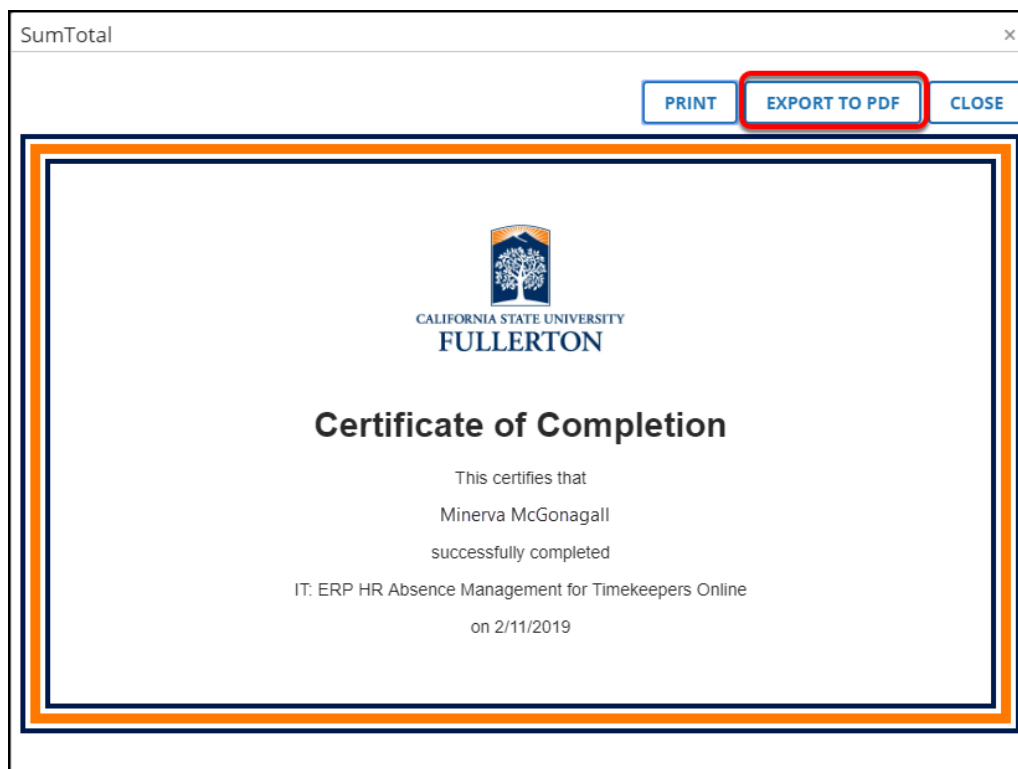 SumTotal ×
PRINT EXPORT TO PDF CLOSE
CALIFORNIA STATE UNIVERSITY
FULLERTON
Certificate of Completion
This certifies that
Minerva McGonagall
successfully completed
IT: ERP HR Absence Management for Timekeepers Online
on 2/11/2019